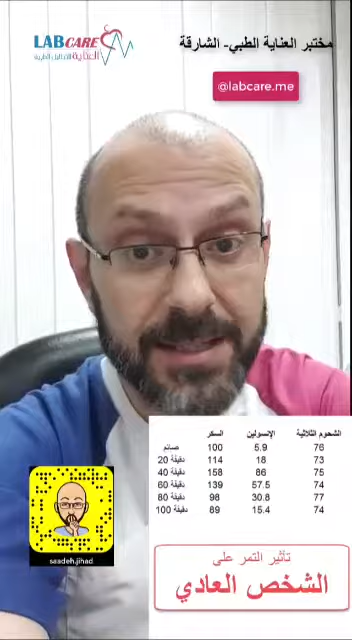 LABCARE
العناية للتحاليل الطبية
مختبر العناية الطبي- الشارقة
@labcare.me
السكر الإنسولين الشحوم الثلاثية
صائم 100 5.9 76
20 دقيقة 114 18 73
40 دقيقة 158 86 75
60 دقيقة 139 57.5 74
80 دقيقة 98 30.8 77
100 دقيقة 89 15.4 74
saadeh.jihad
تأثير التمر على
الشخص العادي